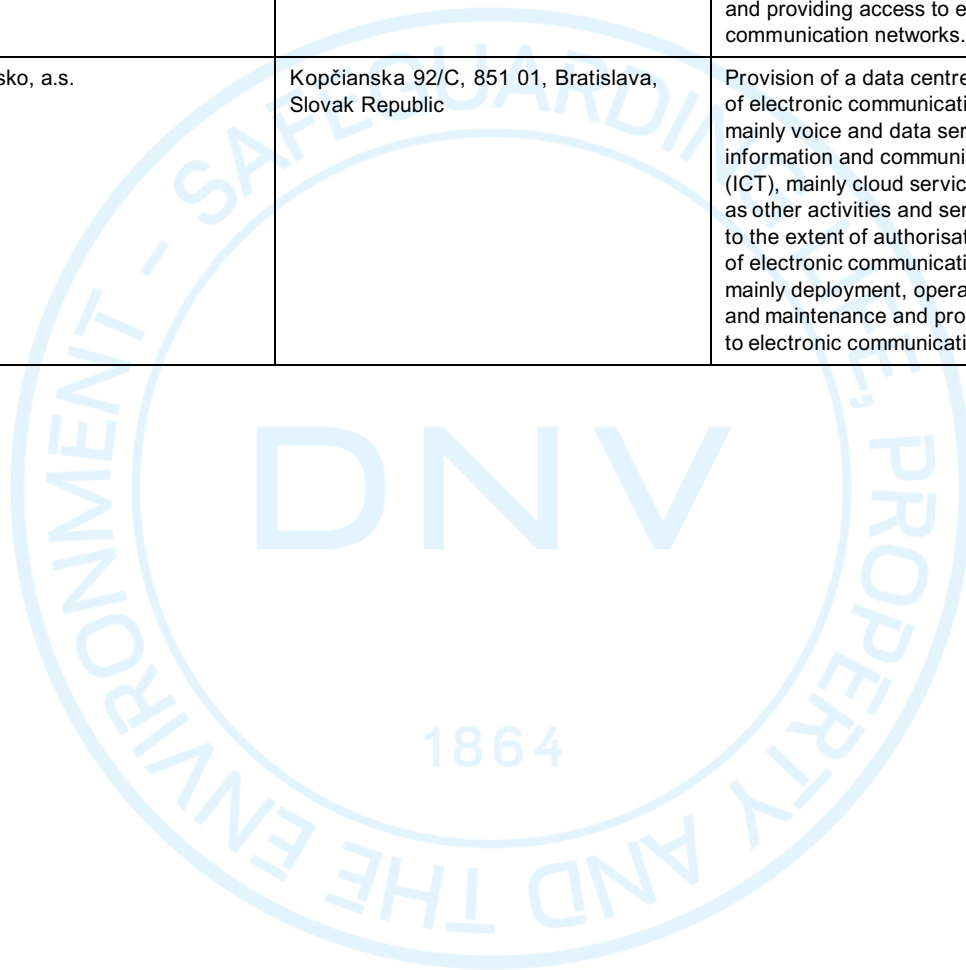 and providing access to e
communication networks.
sko, a.s.
Kopčianska 92/C, 851 01, Bratislava,
Slovak Republic
Provision of a data centre
of electronic communicati
mainly voice and data ser
information and communi
(ICT), mainly cloud servic
as other activities and ser
to the extent of authorisat
of electronic communicati
mainly deployment, opera
and maintenance and pro
to electronic communicati
SAFEGUARDING LIFE, PROPERTY AND THE ENVIRONMENT -
DNV
1864